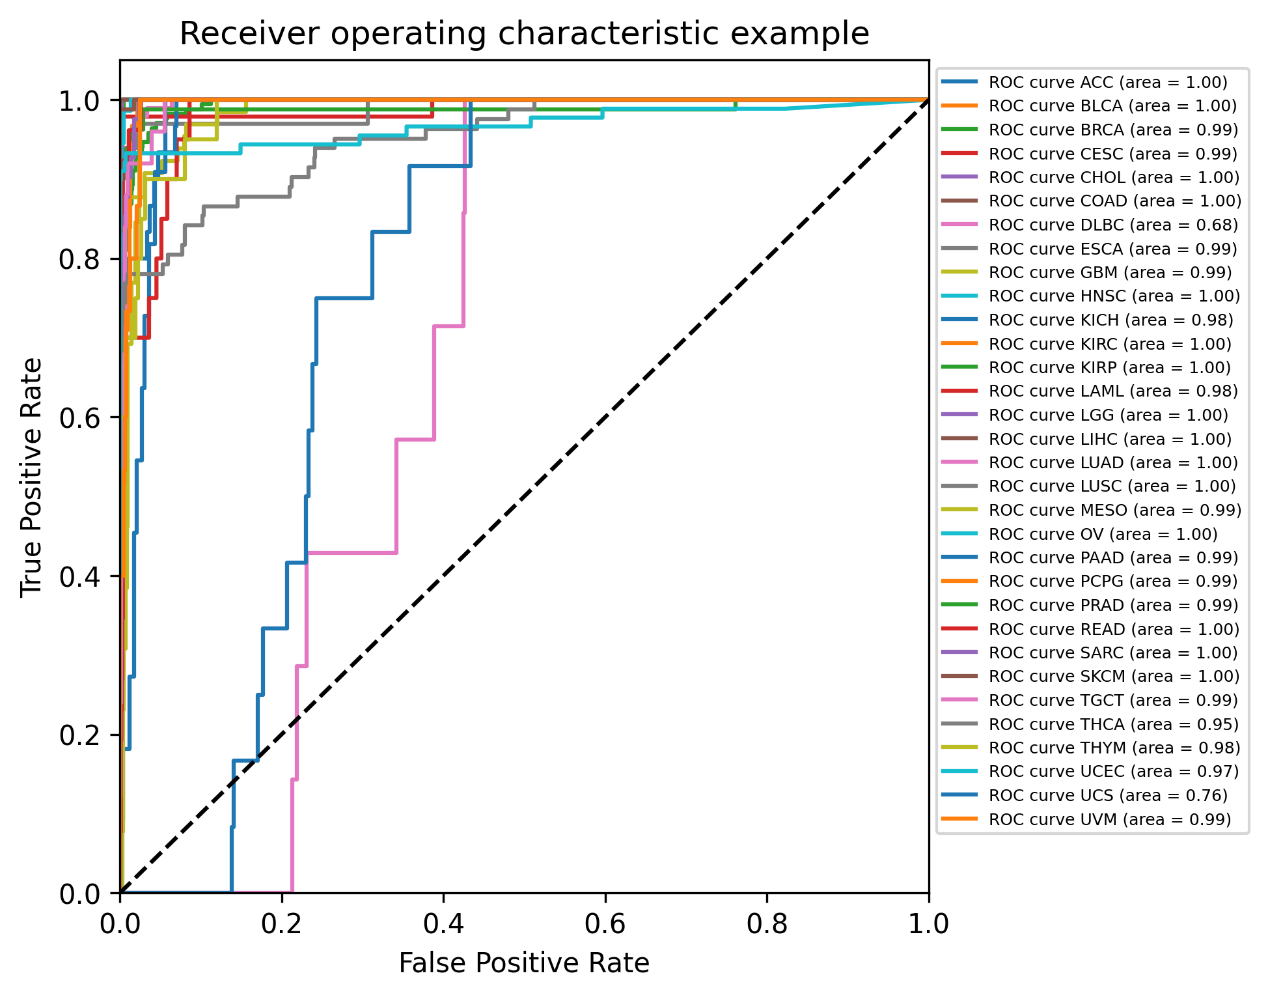 Receiver operating characteristic example
1.0
0.8
0.6
0.4
0.2
0.0
True Positive Rate
0.0 0.2 0.4 0.6 0.8 1.0
False Positive Rate
ROC curve ACC (area = 1.00)
ROC curve BLCA (area = 1.00)
ROC curve BRCA (area = 0.99)
ROC curve CESC (area = 0.99)
ROC curve CHOL (area = 1.00)
ROC curve COAD (area = 1.00)
ROC curve DLBC (area = 0.68)
ROC curve ESCA (area = 0.99)
ROC curve GBM (area = 0.99)
ROC curve HNSC (area = 1.00)
ROC curve KICH (area = 0.98)
ROC curve KIRC (area = 1.00)
ROC curve KIRP (area = 1.00)
ROC curve LAML (area = 0.98)
ROC curve LGG (area = 1.00)
ROC curve LIHC (area = 1.00)
ROC curve LUAD (area = 1.00)
ROC curve LUSC (area = 1.00)
ROC curve MESO (area = 0.99)
ROC curve OV (area = 1.00)
ROC curve PAAD (area = 0.99)
ROC curve PCPG (area = 0.99)
ROC curve PRAD (area = 0.99)
ROC curve READ (area = 1.00)
ROC curve SARC (area = 1.00)
ROC curve SKCM (area = 1.00)
ROC curve TGCT (area = 0.99)
ROC curve THCA (area = 0.95)
ROC curve THYM (area = 0.98)
ROC curve UCEC (area = 0.97)
ROC curve UCS (area = 0.76)
ROC curve UVM (area = 0.99)